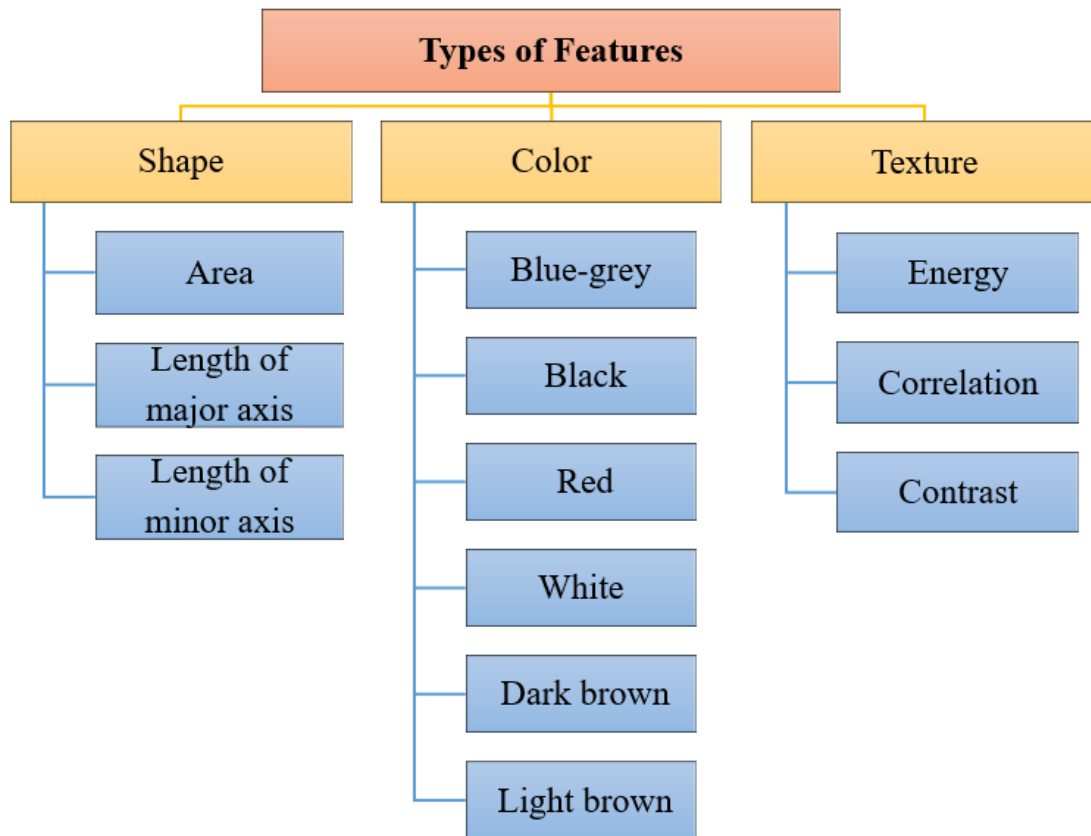 Types of Features
Shape
Color
Texture
Area
Length of
major axis
Length of
minor axis
Blue-grey
Black
Red
White
Dark brown
Light brown
Energy
Correlation
Contrast